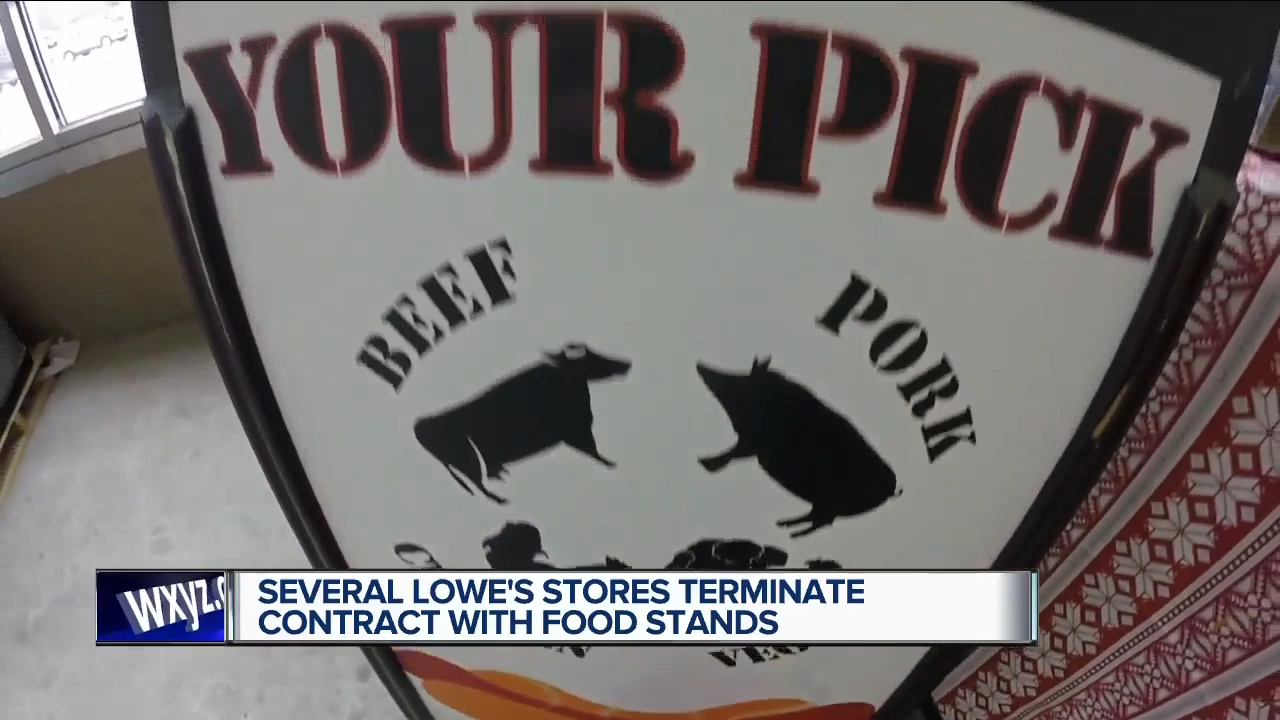 YOUR PICK
BEEF
PORK
wxyz.c
SEVERAL LOWE'S STORES TERMINATE
CONTRACT WITH FOOD STANDS